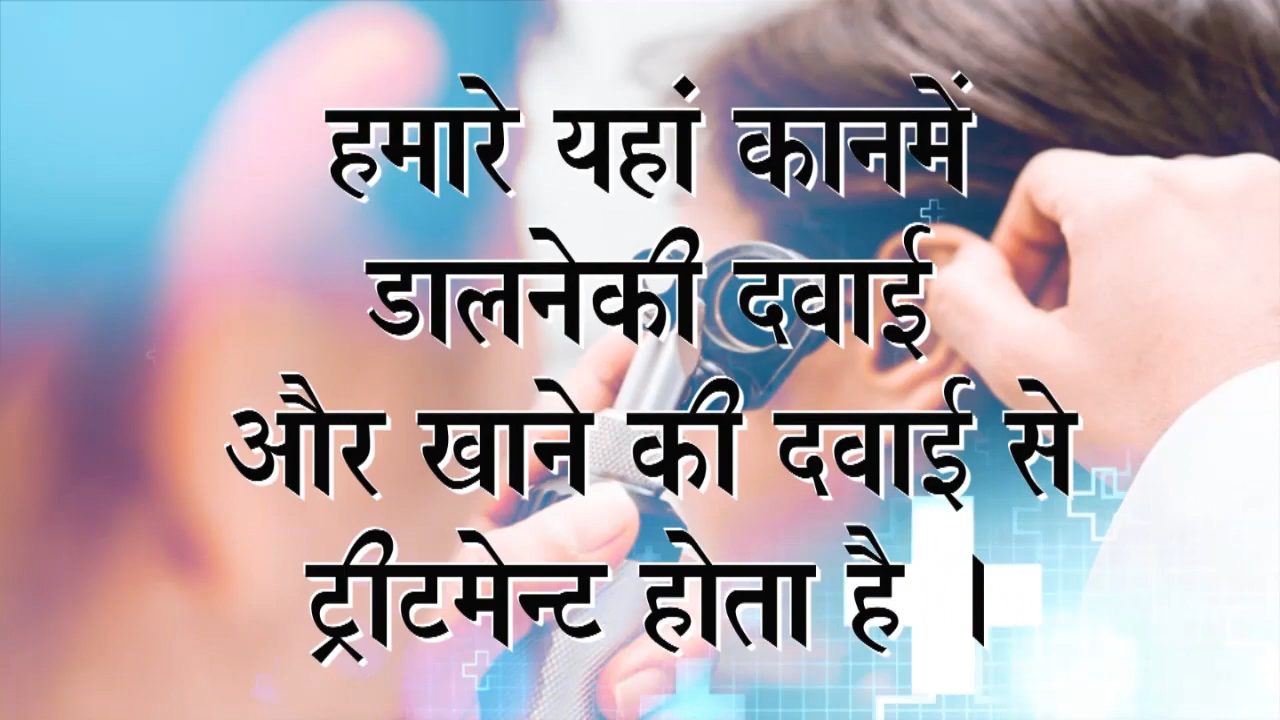 हमारे यहां कानमें
डालनेकी दवाई
और खाने की दवाई से
ट्रीटमेन्ट होता है ।